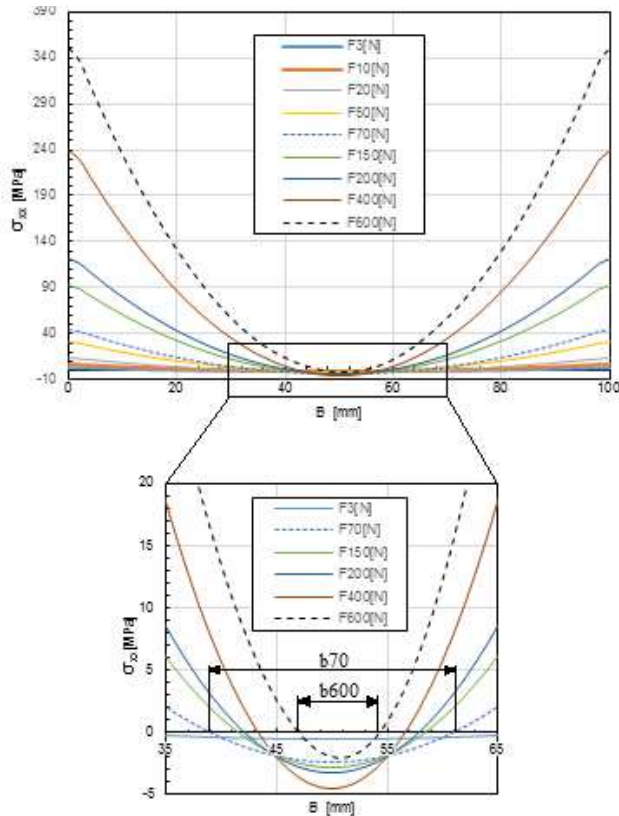 390
340
290
240
190
140
90
40
-10
σxx [MPa]
F3[N]
F10[N]
F20[N]
F50[N]
F70[N]
F150[N]
F200[N]
F400[N]
F600[N]
0 20 40 60 80 100
B [mm]
20
15
10
5
0
-5
σxx [MPa]
F3[N]
F70[N]
F150[N]
F200[N]
F400[N]
F600[N]
b70
b600
35 45 55 65
B [mm]